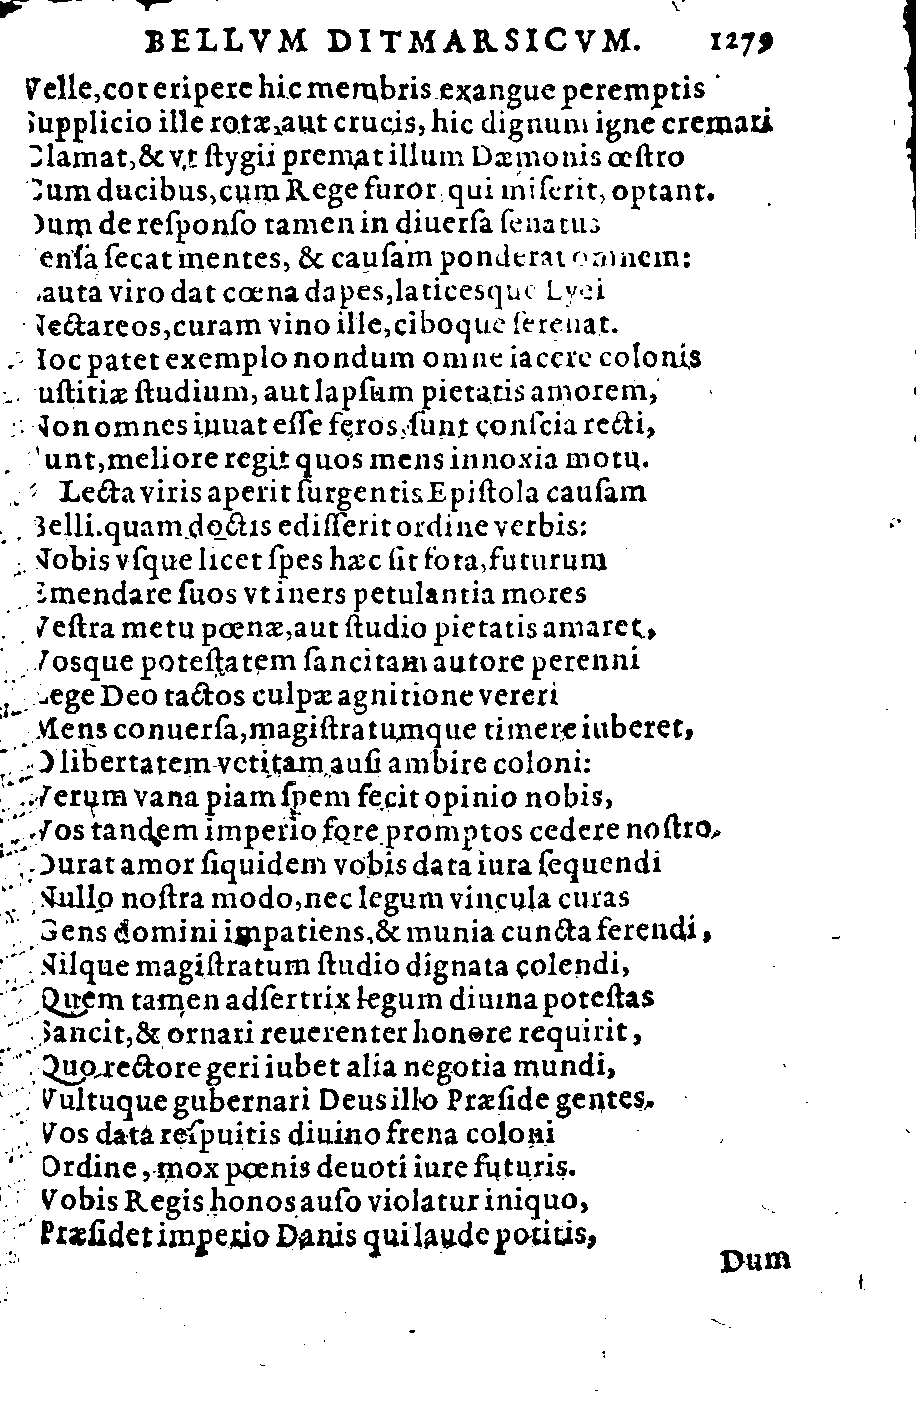 BELLVM DITMARSICVM. 1279
Velle, cor eripere hic membris exangue peremptis
Supplicio ille rotæ, aut crucis, hic dignum igne cremari
Clamat, & vt ſtygii premat illum Dæmonis œſtro
Cum ducibus, cum Rege furor qui miſerit, optant.
Dum de reſponſo tamen in diuerſa ſenatus
enſa ſecat mentes, & cauſam ponderat omnem:
auta viro dat cœna dapes, laticesque Lyei
Nectareos, curam vino ille, ciboque ſerenat.
Hoc patet exemplo nondum omne iacere colonis
uſtitiæ ſtudium, aut lapſum pietatis amorem,
Non omnes iuuat eſſe feros, ſunt conſcia recti,
unt, meliore regit quos mens innoxia motu.
Lecta viris aperit ſurgentis Epiſtola cauſam
Belli. quam doctis ediſſerit ordine verbis:
Nobis vſque licet ſpes hæc ſit fota, futurum
Emendare ſuos vt iners petulantia mores
Veſtra metu pœnæ, aut ſtudio pietatis amaret,
Vosque poteſtatem ſancitam autore perenni
Lege Deo tactos culpæ agnitione vereri
Mens conuerſa, magiſtratumque timere iuberet,
O libertatem vetitam auſi ambire coloni:
Verum vana piam ſpem fecit opinio nobis,
Vos tandem imperio fore promptos cedere noſtro.
Durat amor ſiquidem vobis data iura ſequendi
Nullo noſtra modo, nec legum vincula curas
Gens domini impatiens, & munia cuncta ferendi,
Nilque magiſtratum ſtudio dignata colendi,
Quem tamen adſertrix legum diuina poteſtas
Sancit, & ornari reuerenter honore requirit,
Quo rectore geri iubet alia negotia mundi,
Vultuque gubernari Deus illo Præſide gentes.
Vos data reſpuitis diuino frena coloni
Ordine, mox pœnis deuoti iure futuris.
Vobis Regis honos auſo violatur iniquo,
Præſidet imperio Danis qui laude potitis,
Dum